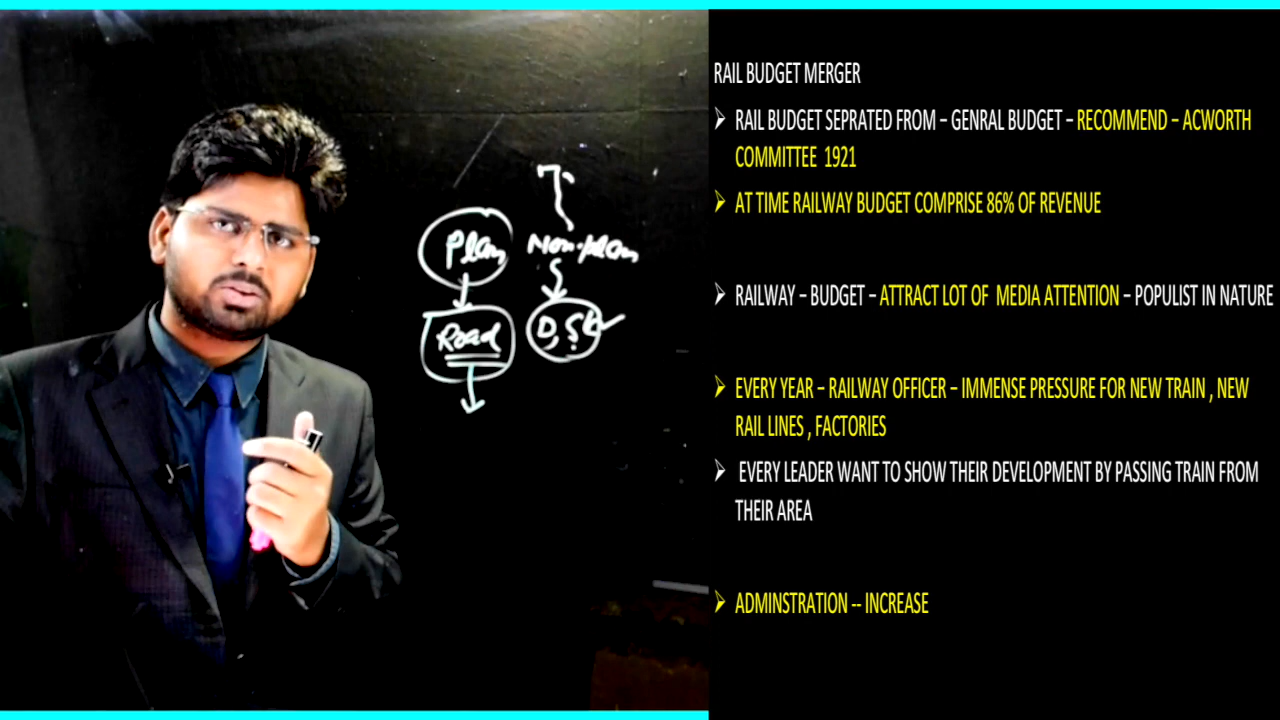 Plan Non-plan
Road
RAIL BUDGET MERGER
RAIL BUDGET SEPRATED FROM – GENRAL BUDGET – RECOMMEND – ACWORTH
COMMITTEE 1921
AT TIME RAILWAY BUDGET COMPRISE 86% OF REVENUE
RAILWAY – BUDGET – ATTRACT LOT OF MEDIA ATTENTION – POPULIST IN NATURE
EVERY YEAR – RAILWAY OFFICER – IMMENSE PRESSURE FOR NEW TRAIN , NEW
RAIL LINES , FACTORIES
EVERY LEADER WANT TO SHOW THEIR DEVELOPMENT BY PASSING TRAIN FROM
THEIR AREA
ADMINSTRATION -- INCREASE